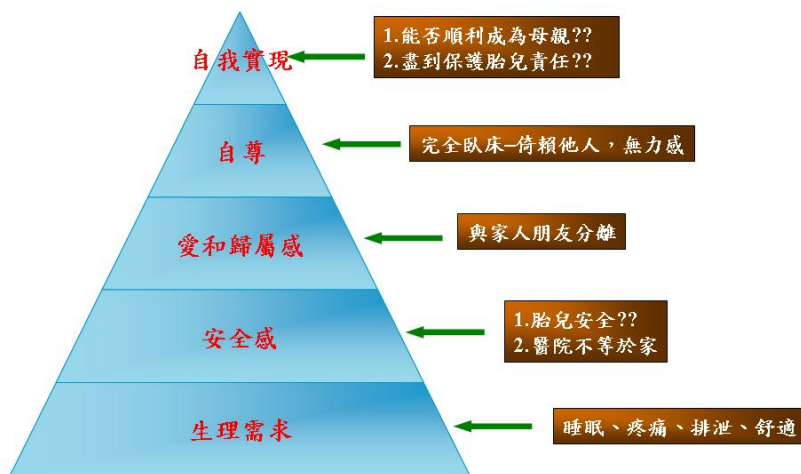 自我實現
1.能否順利成為母親??
2.盡到保護胎兒責任??
自尊
完全臥床–倚賴他人，無力感
愛和歸屬感
與家人朋友分離
安全感
1.胎兒安全??
2.醫院不等於家
生理需求
睡眠、疼痛、排泄、舒適